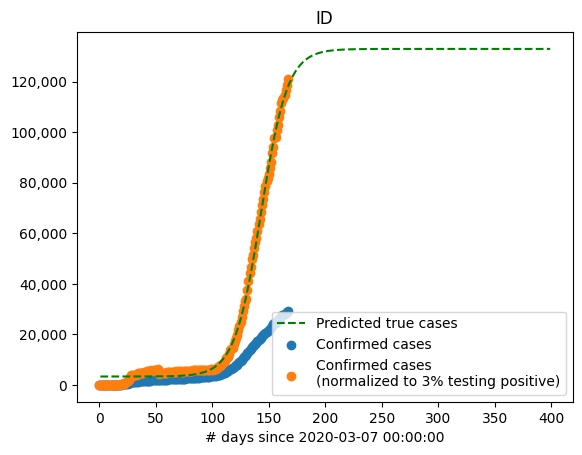 ID
120,000
100,000
80,000
60,000
40,000
20,000
0
Predicted true cases
Confirmed cases
Confirmed cases
(normalized to 3% testing positive)
0 50 100 150 200 250 300 350 400
# days since 2020-03-07 00:00:00